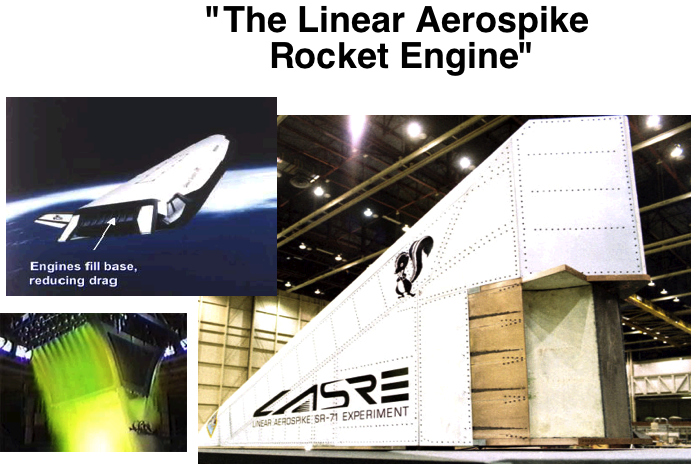 "The Linear Aerospike
Rocket Engine"
Engines fill base,
reducing drag
LASRE
LINEAR AEROSPIKE SR-71 EXPERIMENT